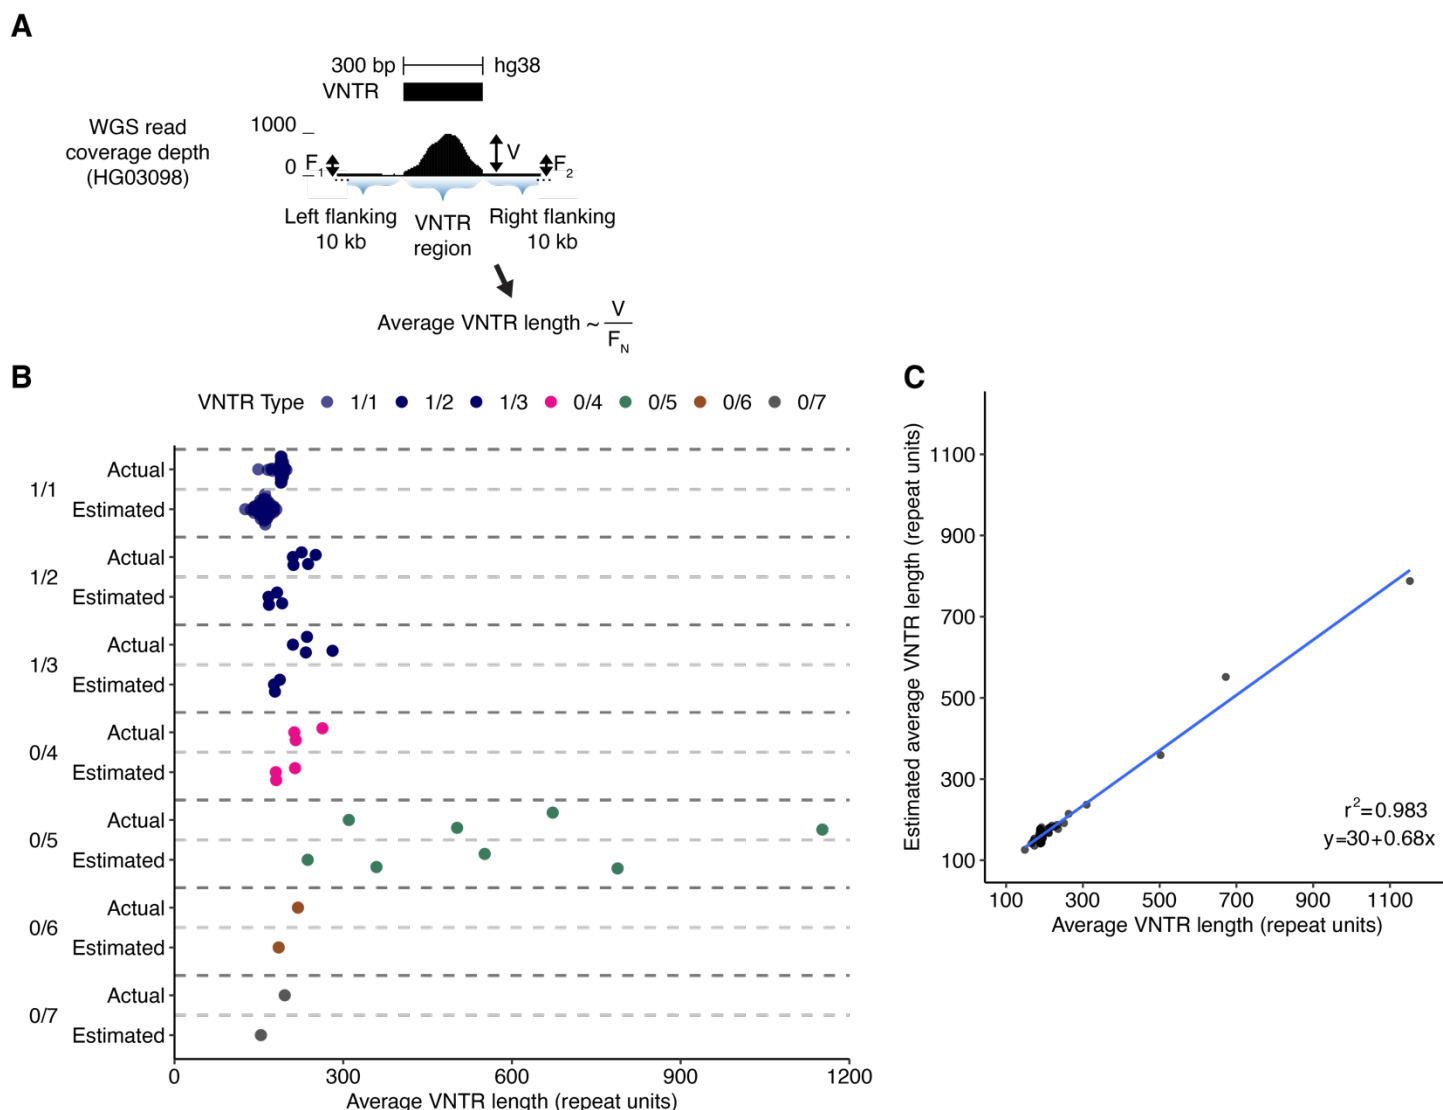 A
300 bp
hg38
VNTR
WGS read
coverage depth
(HG03098)
1000
0
F1
V
F2
Left flanking
10 kb
VNTR
region
Right flanking
10 kb
Average VNTR length ~ V
FN
B
VNTR Type 1/1 1/2 1/3 0/4 0/5 0/6 0/7
1/1
Actual
Estimated
1/2
Actual
Estimated
1/3
Actual
Estimated
0/4
Actual
Estimated
0/5
Actual
Estimated
0/6
Actual
Estimated
0/7
Actual
Estimated
0 300 600 900 1200
Average VNTR length (repeat units)
C
Estimated average VNTR length (repeat units)
1100
900
700
500
300
100
r²=0.983
y=30+0.68x
100 300 500 700 900 1100
Average VNTR length (repeat units)